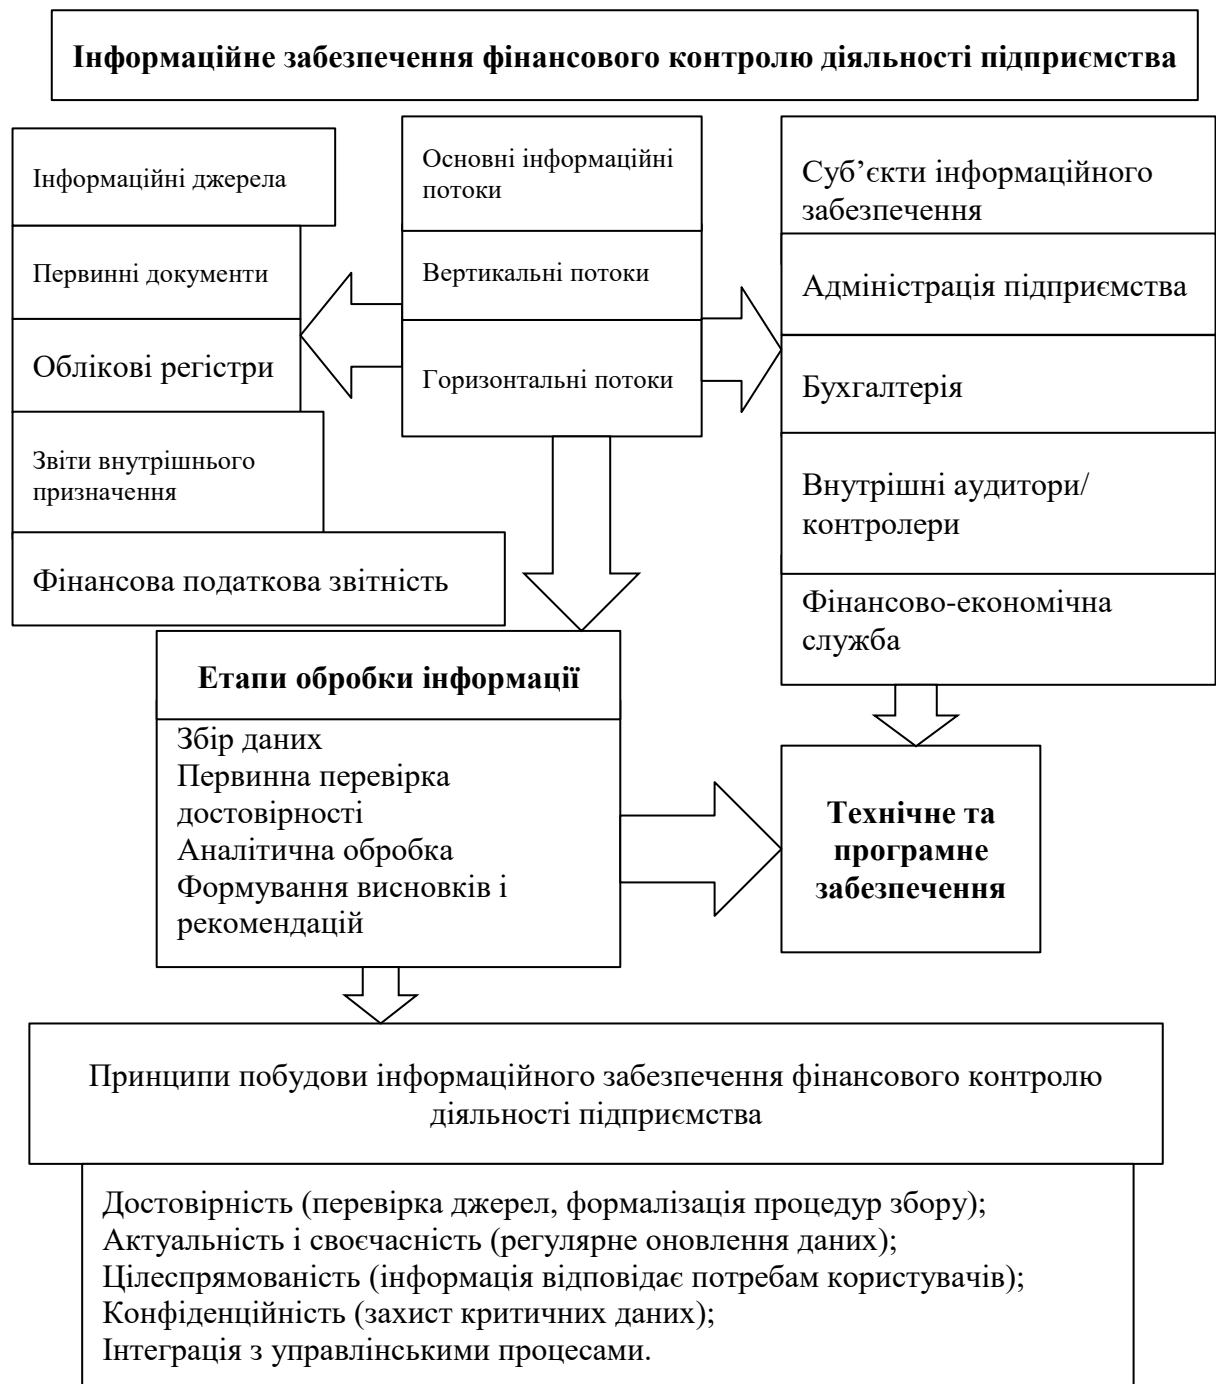 Інформаційне забезпечення фінансового контролю діяльності підприємства
Інформаційні джерела
Первинні документи
Облікові регістри
Звіти внутрішнього
призначення
Фінансова податкова звітність
Основні інформаційні
потоки
Вертикальні потоки
Горизонтальні потоки
Суб’єкти інформаційного
забезпечення
Адміністрація підприємства
Бухгалтерія
Внутрішні аудитори/
контролери
Фінансово-економічна
служба
Етапи обробки інформації
Збір даних
Первинна перевірка
достовірності
Аналітична обробка
Формування висновків і
рекомендацій
Технічне та
програмне
забезпечення
Принципи побудови інформаційного забезпечення фінансового контролю
діяльності підприємства
Достовірність (перевірка джерел, формалізація процедур збору);
Актуальність і своєчасність (регулярне оновлення даних);
Цілеспрямованість (інформація відповідає потребам користувачів);
Конфіденційність (захист критичних даних);
Інтеграція з управлінськими процесами.